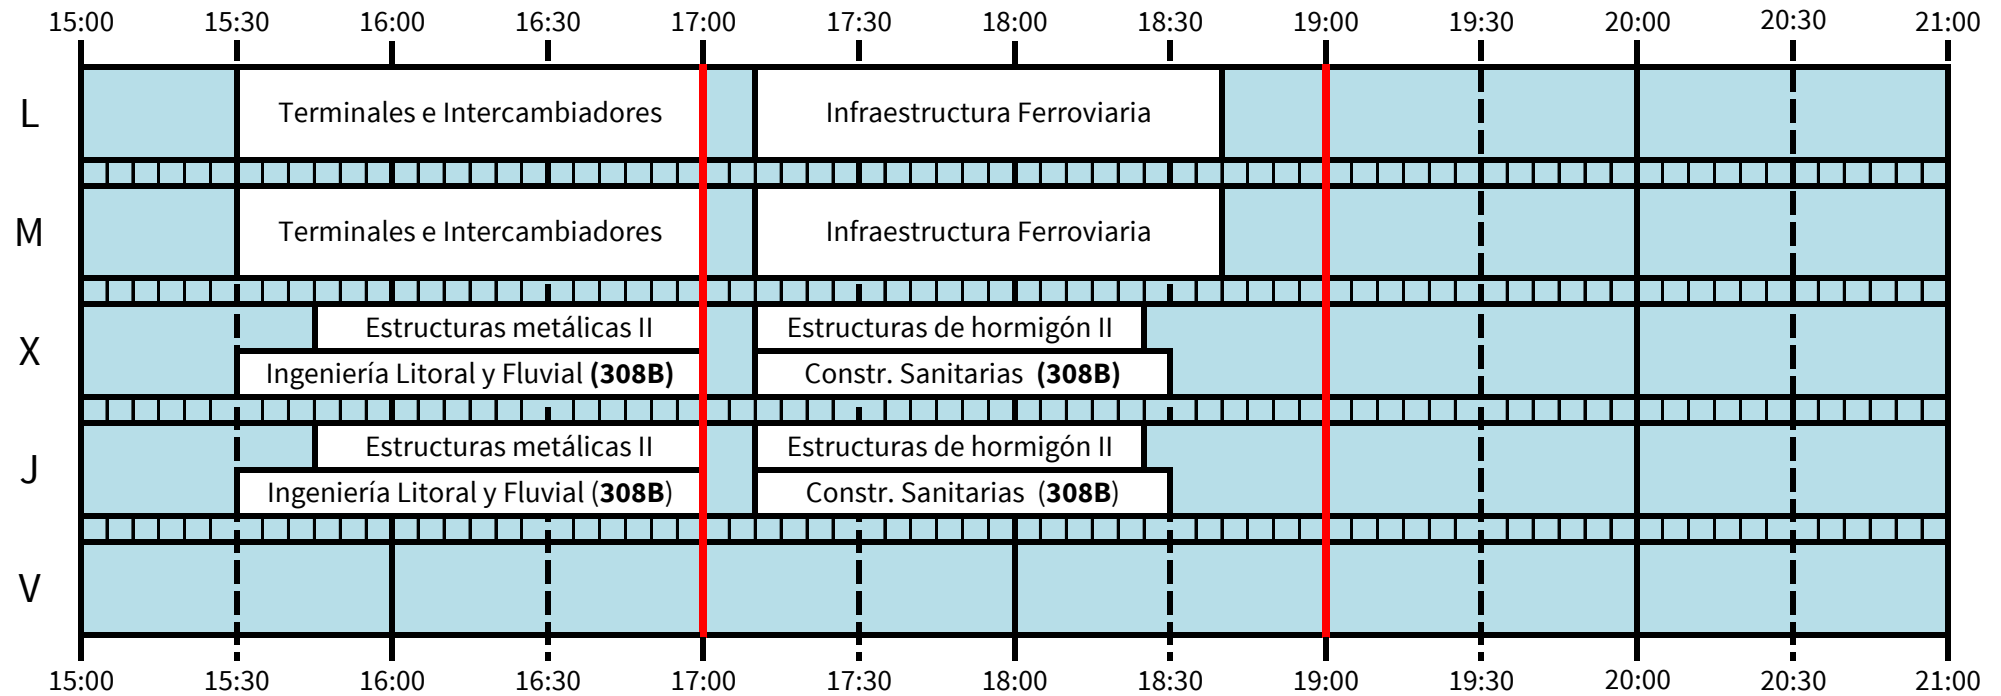 15:00 15:30 16:00 16:30 17:00 17:30 18:00 18:30 19:00 19:30 20:00 20:30 21:00
L Terminales e Intercambiadores Infraestructura Ferroviaria
M Terminales e Intercambiadores Infraestructura Ferroviaria
X
Estructuras metálicas II Estructuras de hormigón II
Ingeniería Litoral y Fluvial (308B) Constr. Sanitarias (308B)
J
Estructuras metálicas II Estructuras de hormigón II
Ingeniería Litoral y Fluvial (308B) Constr. Sanitarias (308B)
V
15:00 15:30 16:00 16:30 17:00 17:30 18:00 18:30 19:00 19:30 20:00 20:30 21:00